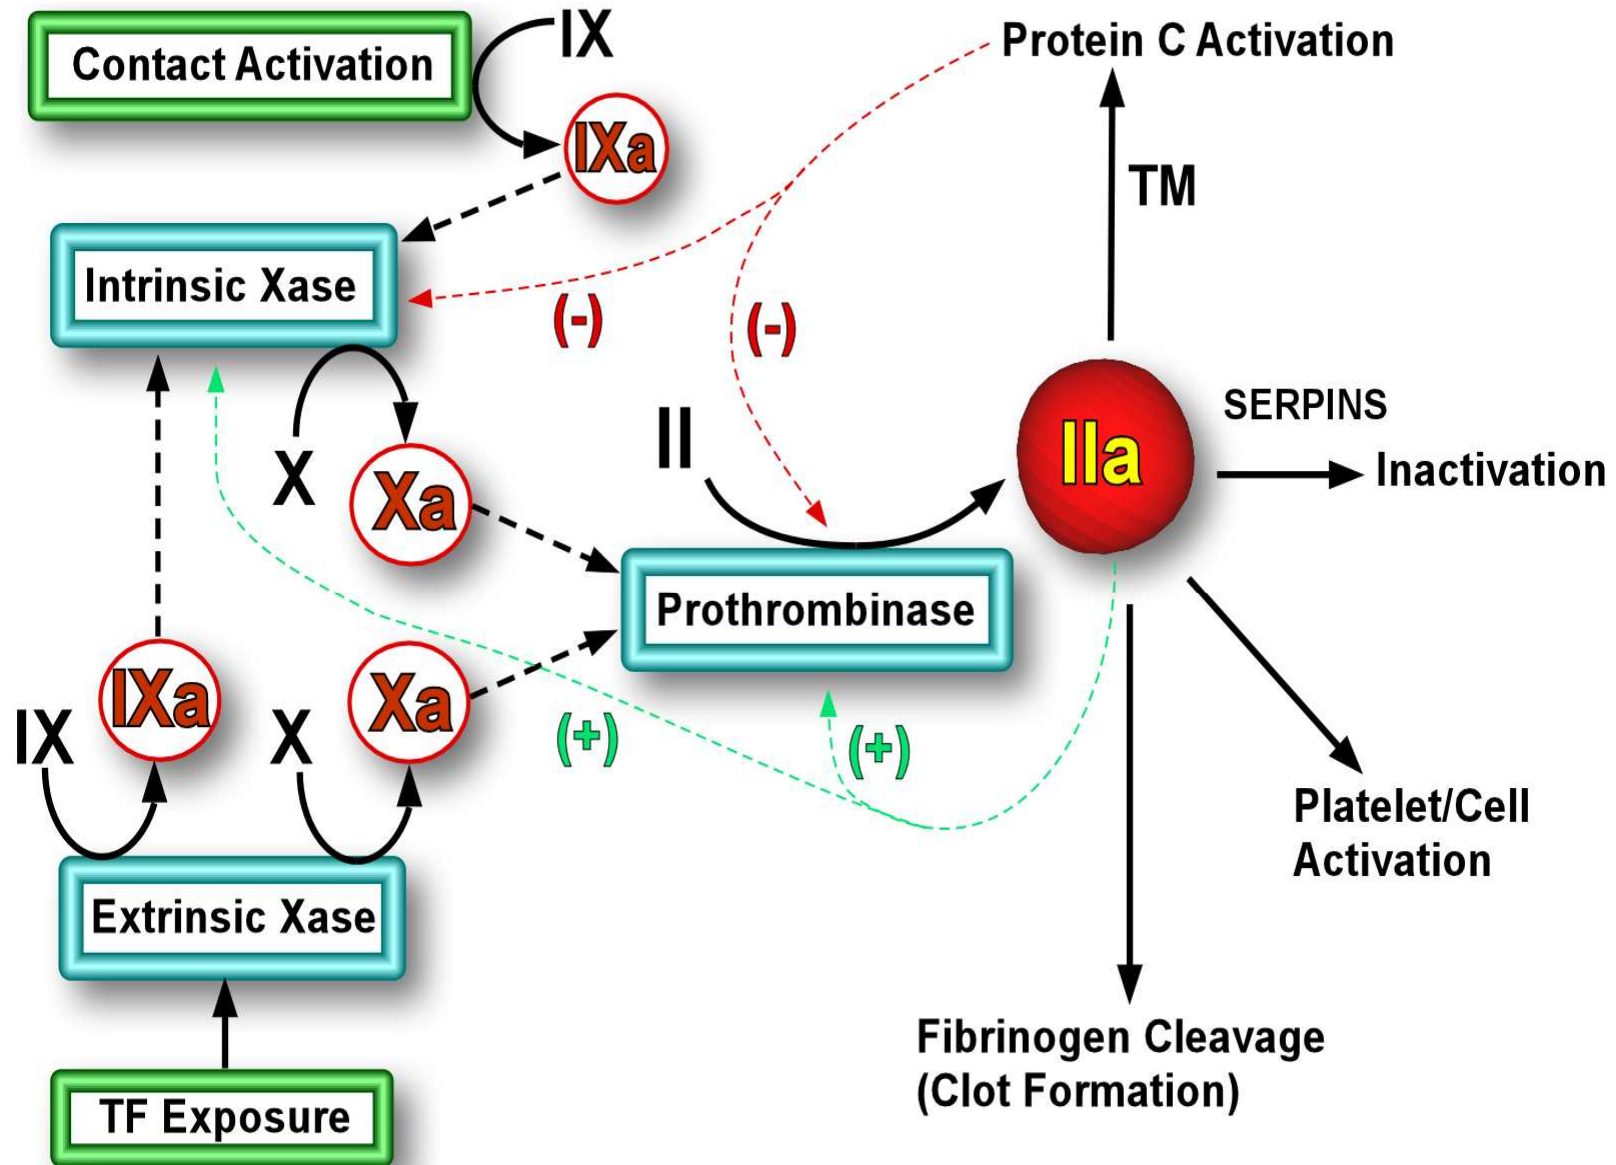 Contact Activation
IX
IXa
Protein C Activation
TM
Intrinsic Xase
(-)
(-)
X
Xa
II
IIa
SERPINS
Inactivation
Prothrombinase
IX
IXa
X
Xa
(+)
(+)
Platelet/Cell
Activation
Extrinsic Xase
Fibrinogen Cleavage
(Clot Formation)
TF Exposure